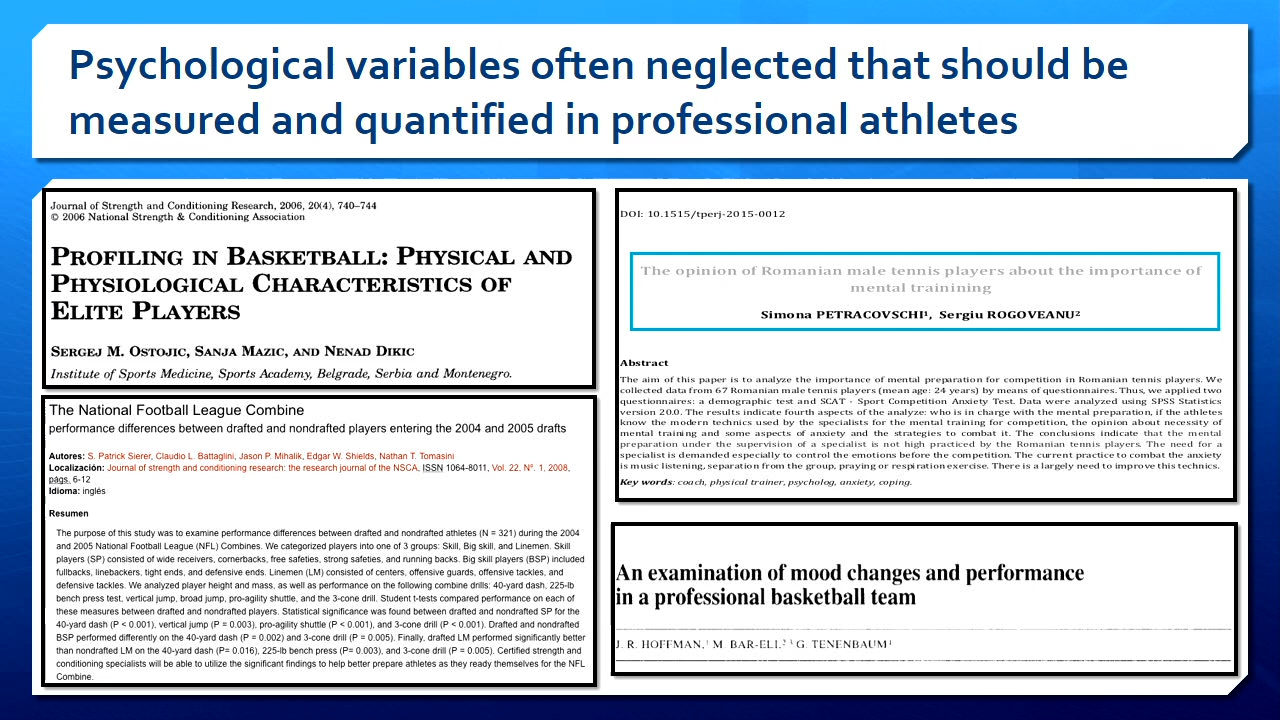 Psychological variables often neglected that should be
measured and quantified in professional athletes
Journal of Strength and Conditioning Research, 2006, 20(4), 740–744
© 2006 National Strength & Conditioning Association
PROFILING IN BASKETBALL: PHYSICAL AND
PHYSIOLOGICAL CHARACTERISTICS OF
ELITE PLAYERS
SERGEJ M. OSTOJIC, SANJA MAZIC, AND NENAD DIKIC
Institute of Sports Medicine, Sports Academy, Belgrade, Serbia and Montenegro.
The National Football League Combine
performance differences between drafted and nondrafted players entering the 2004 and 2005 drafts
Autores: S. Patrick Sierer, Claudio L. Battaglini, Jason P. Mihalik, Edgar W. Shields, Nathan T. Tomasini
Localización: Journal of strength and conditioning research: the research journal of the NSCA, ISSN 1064-8011, Vol. 22, Nº. 1, 2008,
págs. 6-12
Idioma: inglés
Resumen
The purpose of this study was to examine performance differences between drafted and nondrafted athletes (N = 321) during the 2004
and 2005 National Football League (NFL) Combines. We categorized players into one of 3 groups: Skill, Big skill, and Linemen. Skill
players (SP) consisted of wide receivers, cornerbacks, free safeties, strong safeties, and running backs. Big skill players (BSP) included
fullbacks, linebackers, tight ends, and defensive ends. Linemen (LM) consisted of centers, offensive guards, offensive tackles, and
defensive tackles. We analyzed player height and mass, as well as performance on the following combine drills: 40-yard dash, 225-lb
bench press test, vertical jump, broad jump, pro-agility shuttle, and the 3-cone drill. Student t-tests compared performance on each of
these measures between drafted and nondrafted players. Statistical significance was found between drafted and nondrafted SP for the
40-yard dash (P < 0.001), vertical jump (P = 0.003), pro-agility shuttle (P < 0.001), and 3-cone drill (P < 0.001). Drafted and nondrafted
BSP performed differently on the 40-yard dash (P = 0.002) and 3-cone drill (P = 0.005). Finally, drafted LM performed significantly better
than nondrafted LM on the 40-yard dash (P= 0.016), 225-lb bench press (P= 0.003), and 3-cone drill (P = 0.005). Certified strength and
conditioning specialists will be able to utilize the significant findings to help better prepare athletes as they ready themselves for the NFL
Combine.
DOI: 10.1515/tperj-2015-0012
The opinion of Romanian male tennis players about the importance of
mental trainining
Simona PETRACOVSCHI¹, Sergiu ROGOVEANU²
Abstract
The aim of this paper is to analyze the importance of mental preparation for competition in Romanian tennis players. We
collected data from 67 Romanian male tennis players (mean age: 24 years) by means of questionnaires. Thus, we applied two
questionnaires: a demographic test and SCAT - Sport Competition Anxiety Test. Data were analyzed using SPSS Statistics
version 20.0. The results indicate fourth aspects of the analyze: who is in charge with the mental preparation, if the athletes
know the modern technics used by the specialists for the mental training for competition, the opinion about necessity of
mental training and some aspects of anxiety and the strategies to combat it. The conclusions indicate that the mental
preparation under the supervision of a specialist is not high practiced by the Romanian tennis players. The need for a
specialist is demanded especially to control the emotions before the competition. The current practice to combat the anxiety
is music listening, separation from the group, praying or respiration exercise. There is a largely need to improve this technics.
Key words: coach, physical trainer, psycholog, anxiety, coping.
An examination of mood changes and performance
in a professional basketball team
J. R. HOFFMAN,¹ M. BAR-ELI,² ³ G. TENENBAUM¹